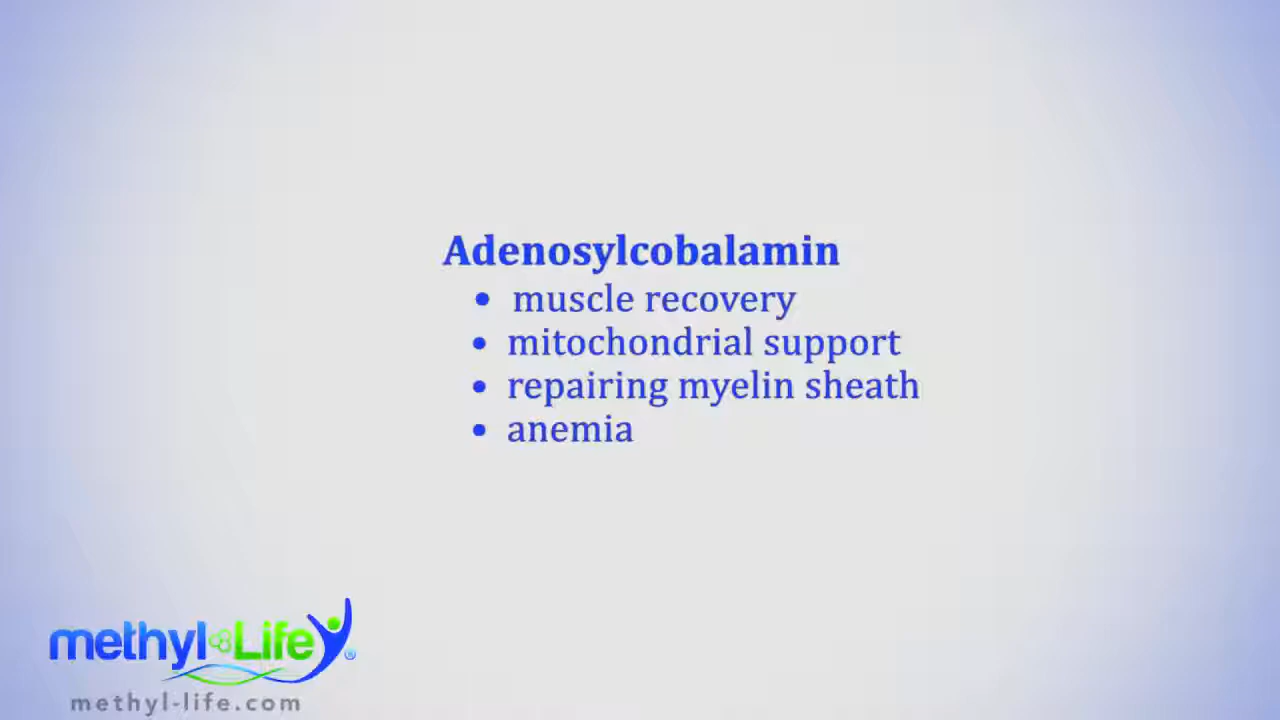 Adenosylcobalamin
• muscle recovery
• mitochondrial support
• repairing myelin sheath
• anemia
methyl Life ®
methyl-life.com